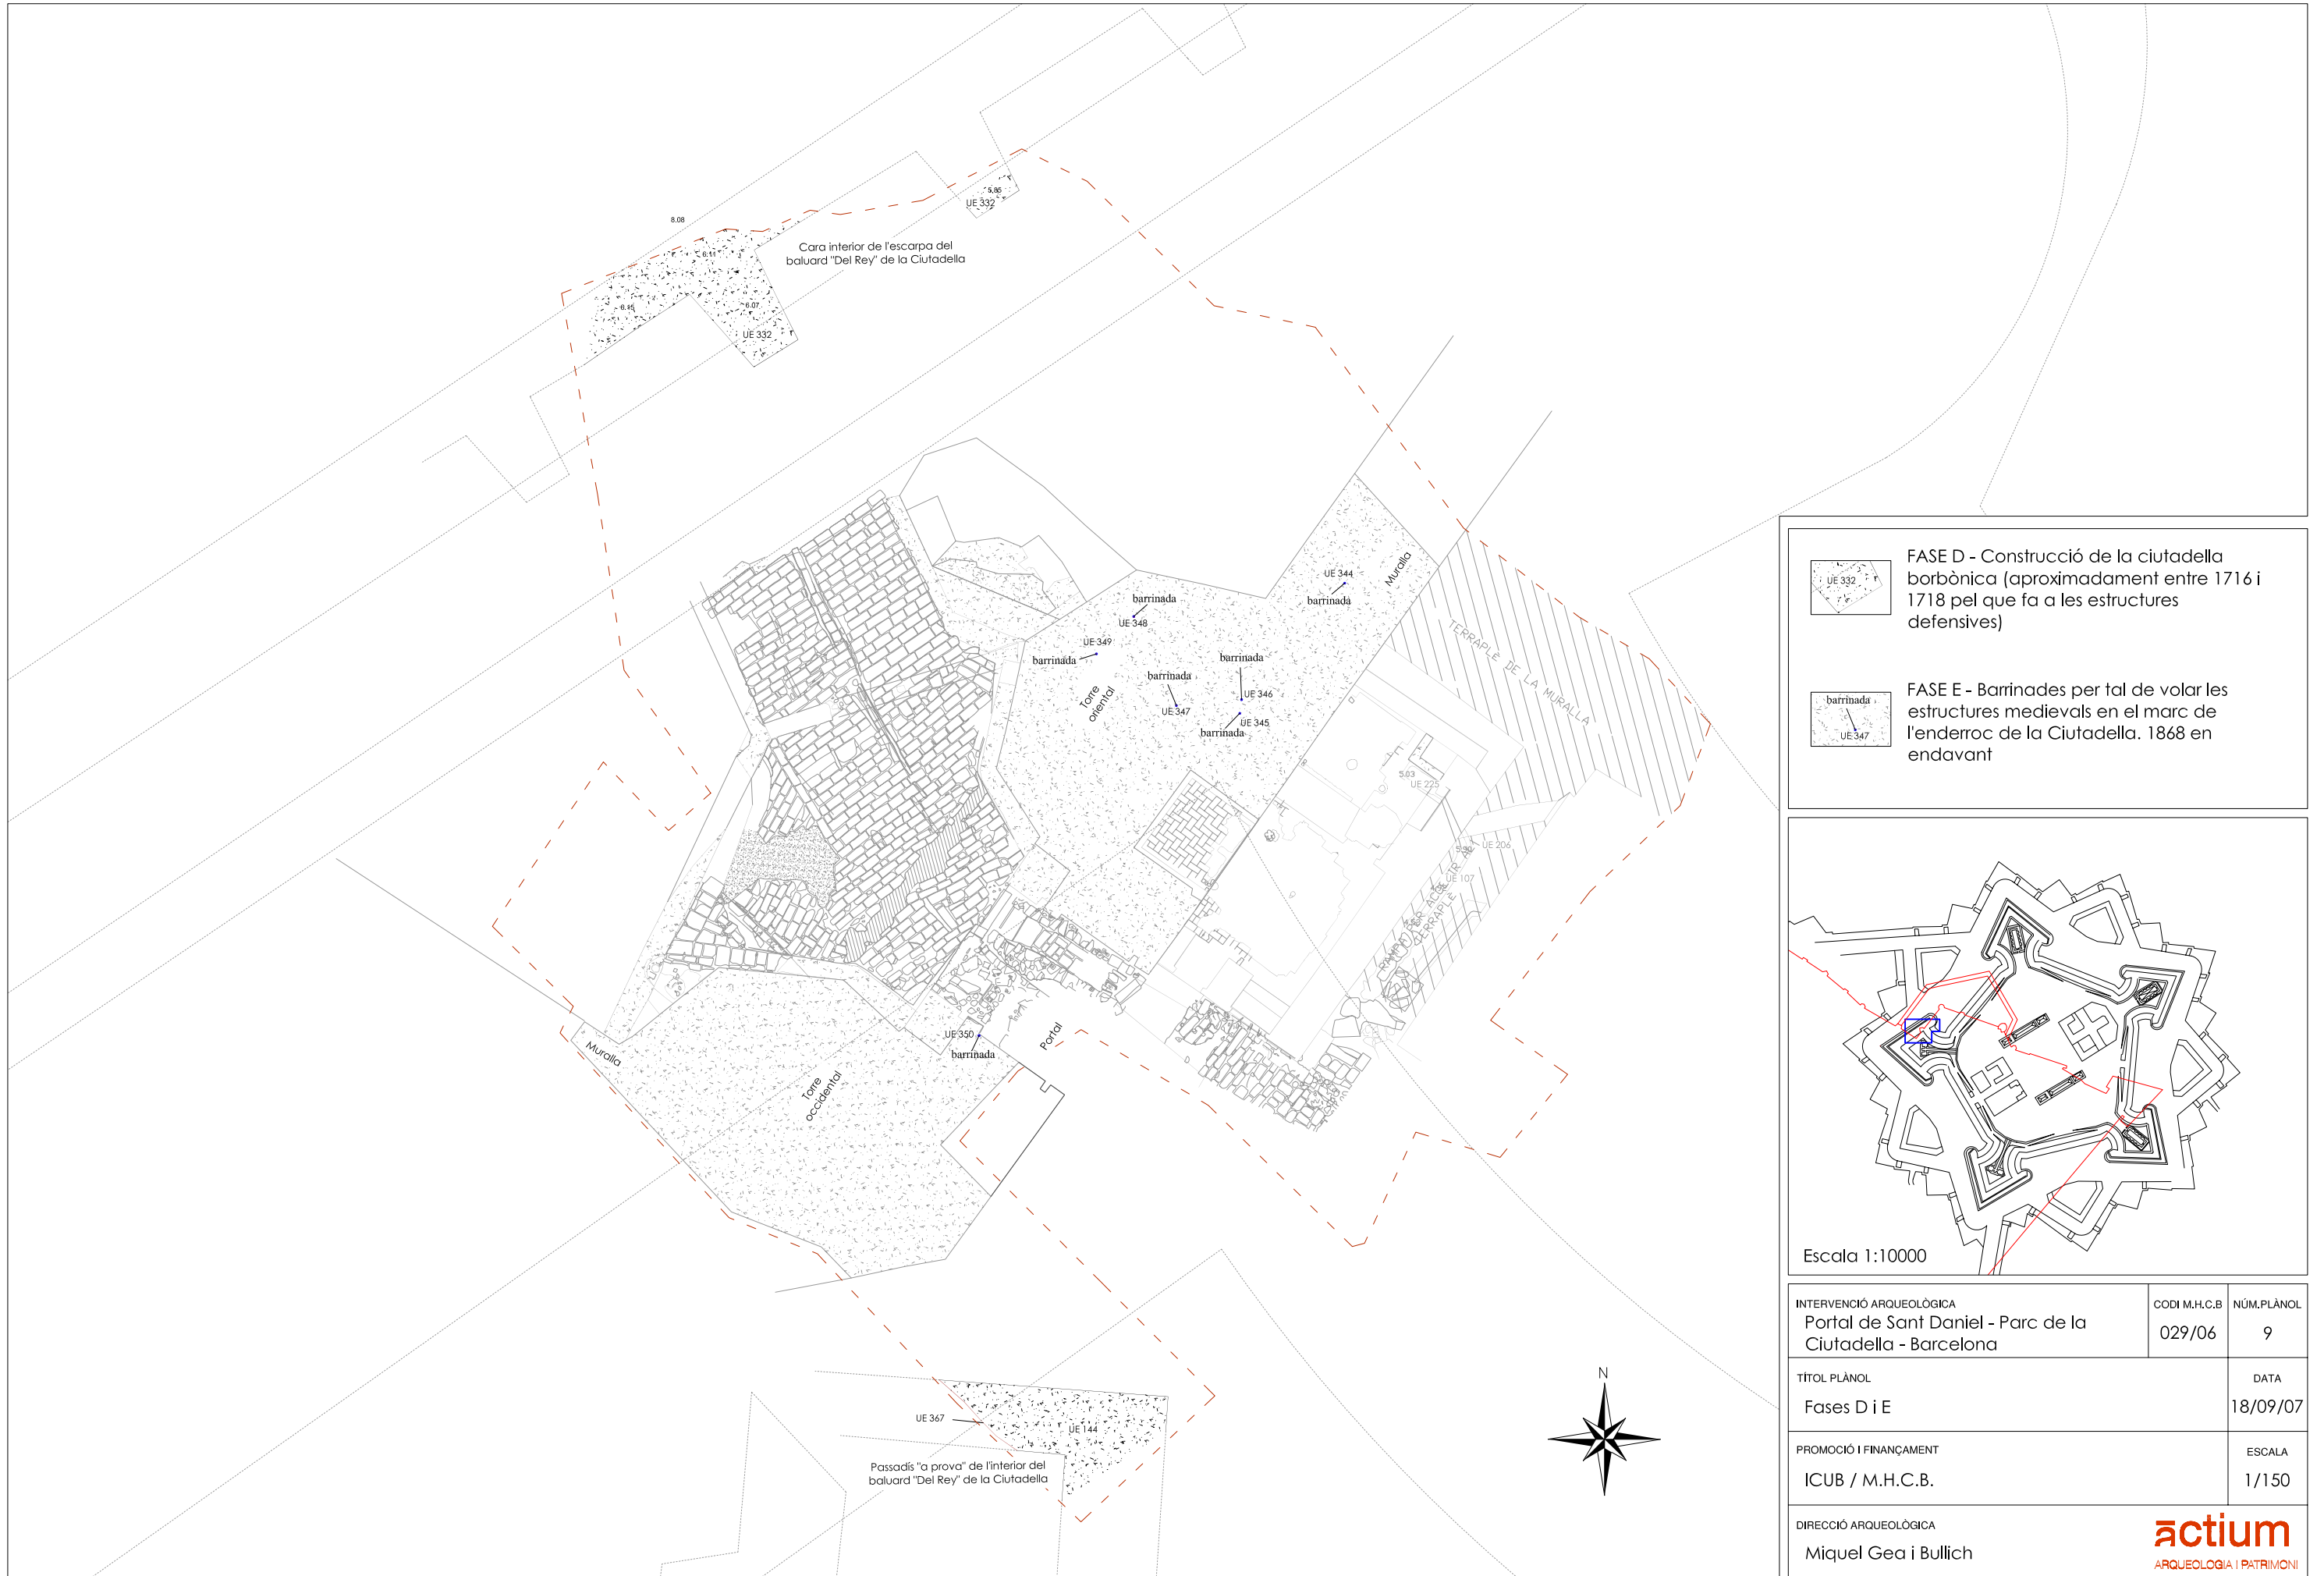 5.85
UE 332
8.08
Cara interior de l'escarpa del
baluard "Del Rey" de la Ciutadella
6.11
6.15
6.07
UE 332
Muralla
UE 344
barrinada
barrinada
UE 348
UE 349
barrinada
barrinada
UE 346
barrinada
UE 347
UE 345
barrinada
Torre
oriental
TERRAPLÈ DE LA MURALLA
5.03
UE 225
UE 206
UE 107
RAMPA PER ACCEDIR AL
TERRAPLÈ
UE 350
barrinada
Portal
Muralla
Torre
occidental
UE 367
UE 144
Passadís "a prova" de l'interior del
baluard "Del Rey" de la Ciutadella
N
UE 332
FASE D - Construcció de la ciutadella
borbònica (aproximadament entre 1716 i
1718 pel que fa a les estructures
defensives)
barrinada
UE 347
FASE E - Barrinades per tal de volar les
estructures medievals en el marc de
l'enderroc de la Ciutadella. 1868 en
endavant
Escala 1:10000
INTERVENCIÓ ARQUEOLÒGICA
Portal de Sant Daniel - Parc de la
Ciutadella - Barcelona
CODI M.H.C.B
029/06
NÚM.PLÀNOL
9
TÍTOL PLÀNOL
Fases D i E
DATA
18/09/07
PROMOCIÓ I FINANÇAMENT
ICUB / M.H.C.B.
ESCALA
1/150
DIRECCIÓ ARQUEOLÒGICA
Miquel Gea i Bullich
actium
ARQUEOLOGIA I PATRIMONI